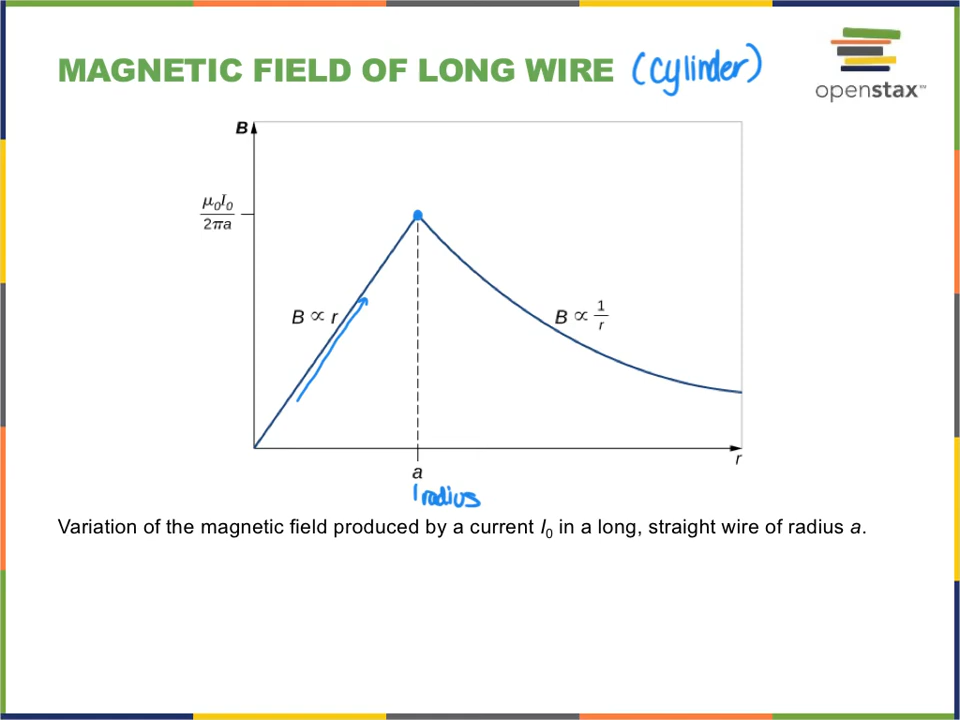 MAGNETIC FIELD OF LONG WIRE (cylinder)
openstax™
B
μ₀I₀
2πa
B ∝ r
B ∝ 1/r
r
a
radius
Variation of the magnetic field produced by a current I₀ in a long, straight wire of radius a.